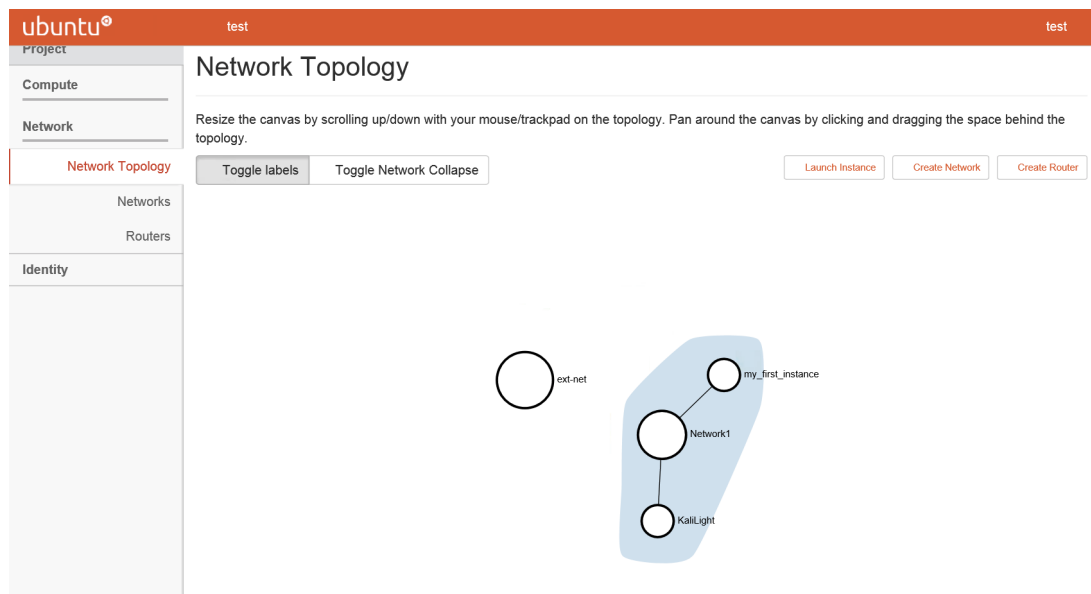 ubuntu
test
test
Project
Compute
Network
Network Topology
Networks
Routers
Identity
Network Topology
Resize the canvas by scrolling up/down with your mouse/trackpad on the topology. Pan around the canvas by clicking and dragging the space behind the
topology.
Toggle labels
Toggle Network Collapse
Launch Instance
Create Network
Create Router
ext-net
my_first_instance
Network1
KaliLight